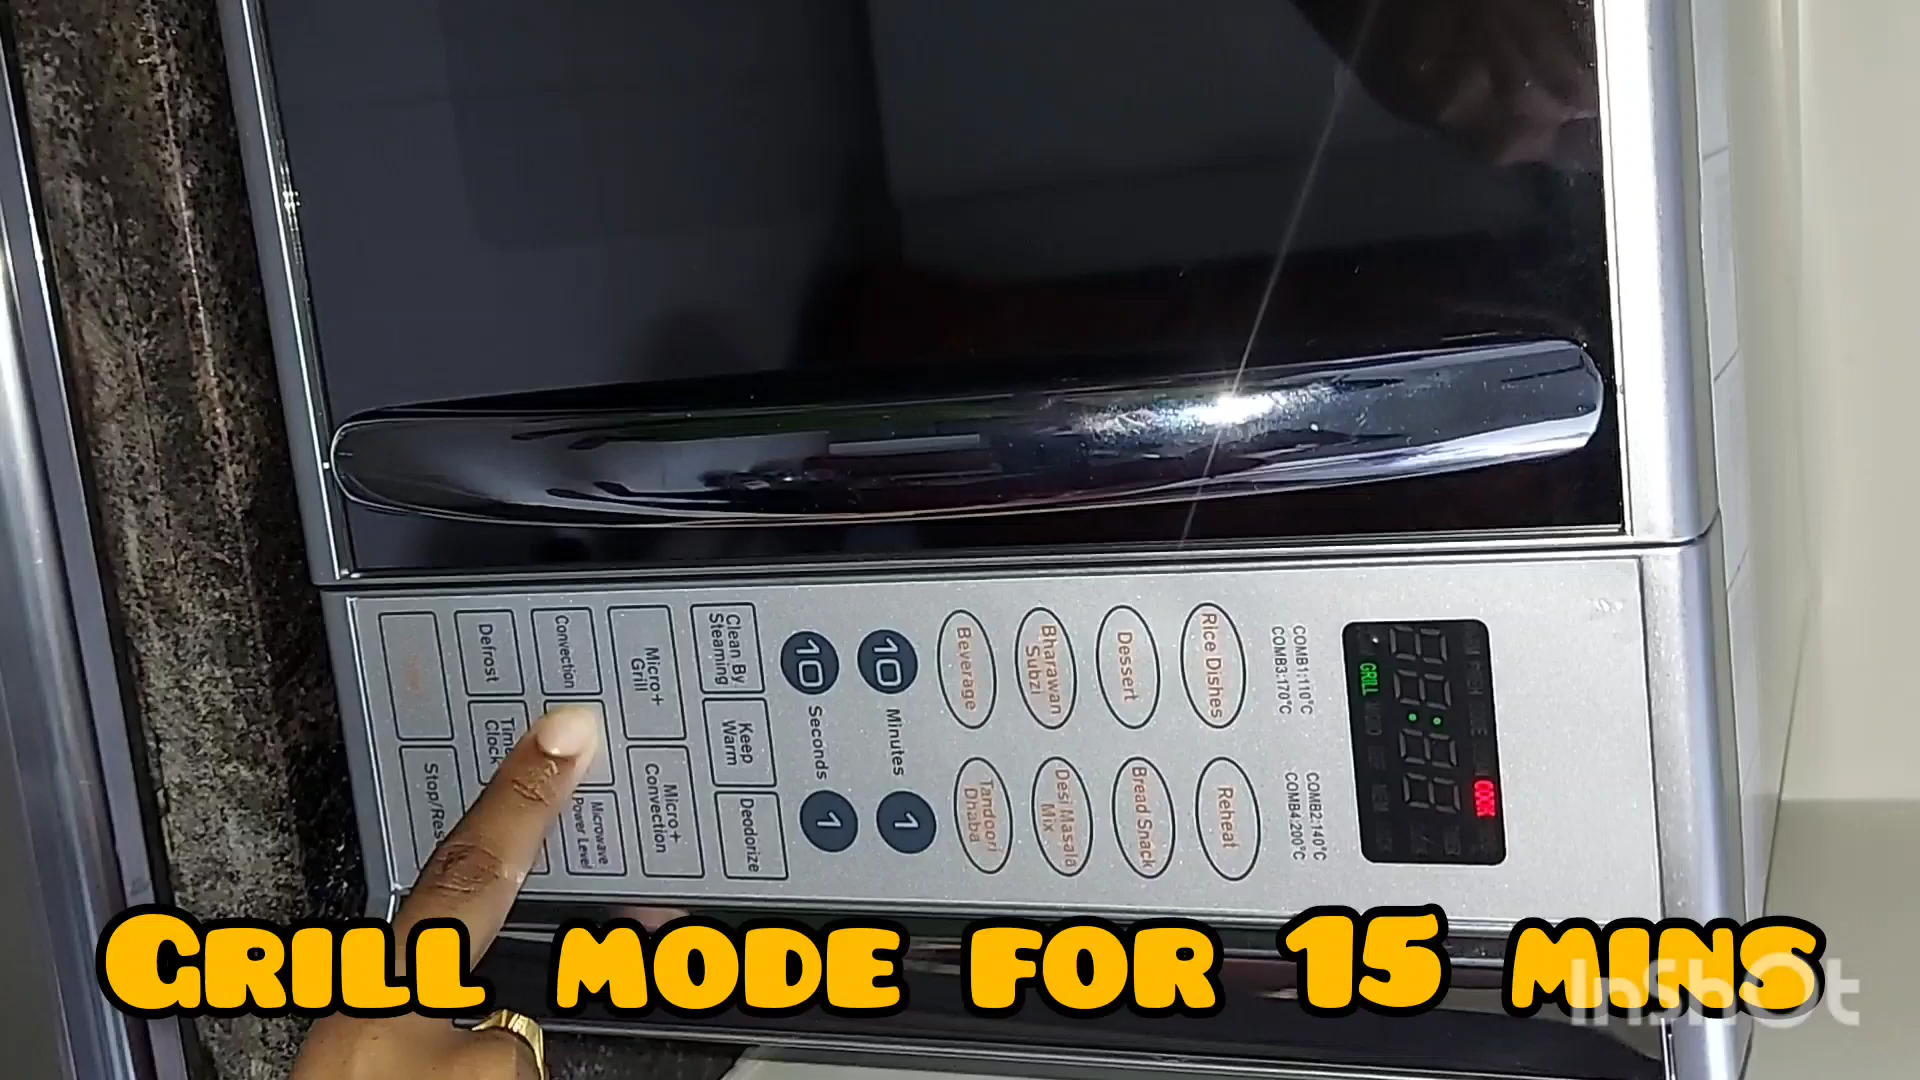 COOK
GRILL
COMB1:110°C COMB2:140°C
COMB3:170°C COMB4:200°C
Rice Dishes
Reheat
Dessert
Bread Snack
Bharawan
Subzi
Desi Masala
Mix
Beverage
Tandoori
Dhaba
10 Minutes 1
10 Seconds 1
Clean By
Steaming
Keep
Warm
Deodorize
Micro+
Grill
Micro+
Convection
Convection
Microwave
Power Level
Defrost
Clock
GRILL MODE FOR 15 MINS
InShOt